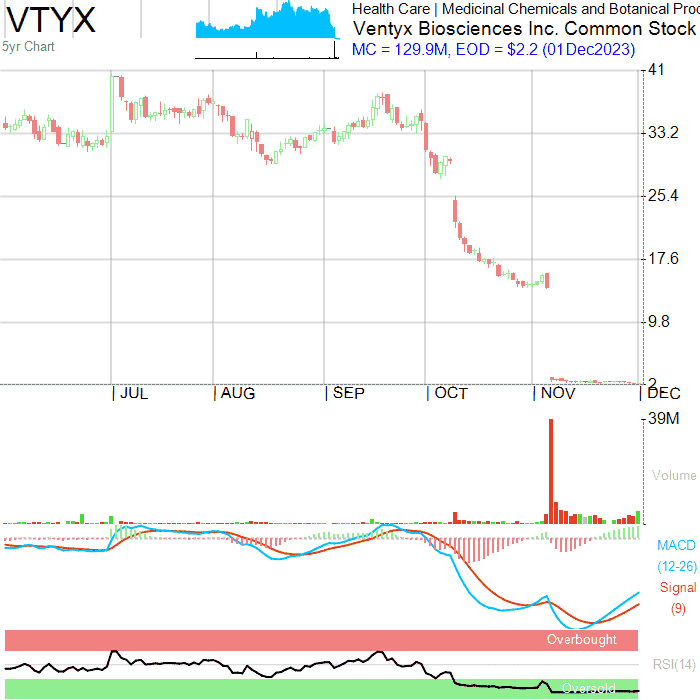 VTYX
5yr Chart
Health Care | Medicinal Chemicals and Botanical Pro
Ventyx Biosciences Inc. Common Stock
MC = 129.9M, EOD = $2.2 (01Dec2023)
41
33.2
25.4
17.6
9.8
2
JUL
AUG
SEP
OCT
NOV
DEC
39M
Volume
MACD
(12-26)
Signal
(9)
Overbought
RSI(14)
Oversold